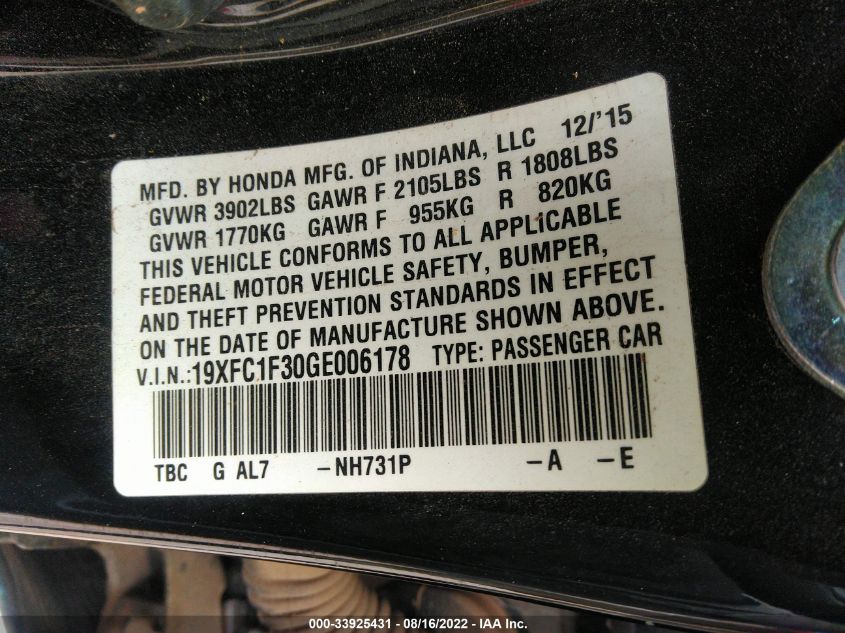 MFD. BY HONDA MFG. OF INDIANA, LLC 12/'15
GVWR 3902LBS GAWR F 2105LBS R 1808LBS
GVWR 1770KG GAWR F 955KG R 820KG
THIS VEHICLE CONFORMS TO ALL APPLICABLE
FEDERAL MOTOR VEHICLE SAFETY, BUMPER,
AND THEFT PREVENTION STANDARDS IN EFFECT
ON THE DATE OF MANUFACTURE SHOWN ABOVE.
V.I.N.:19XFC1F30GE006178 TYPE: PASSENGER CAR
TBC G AL7 -NH731P -A -E
000-33925431 - 08/16/2022 - IAA Inc.